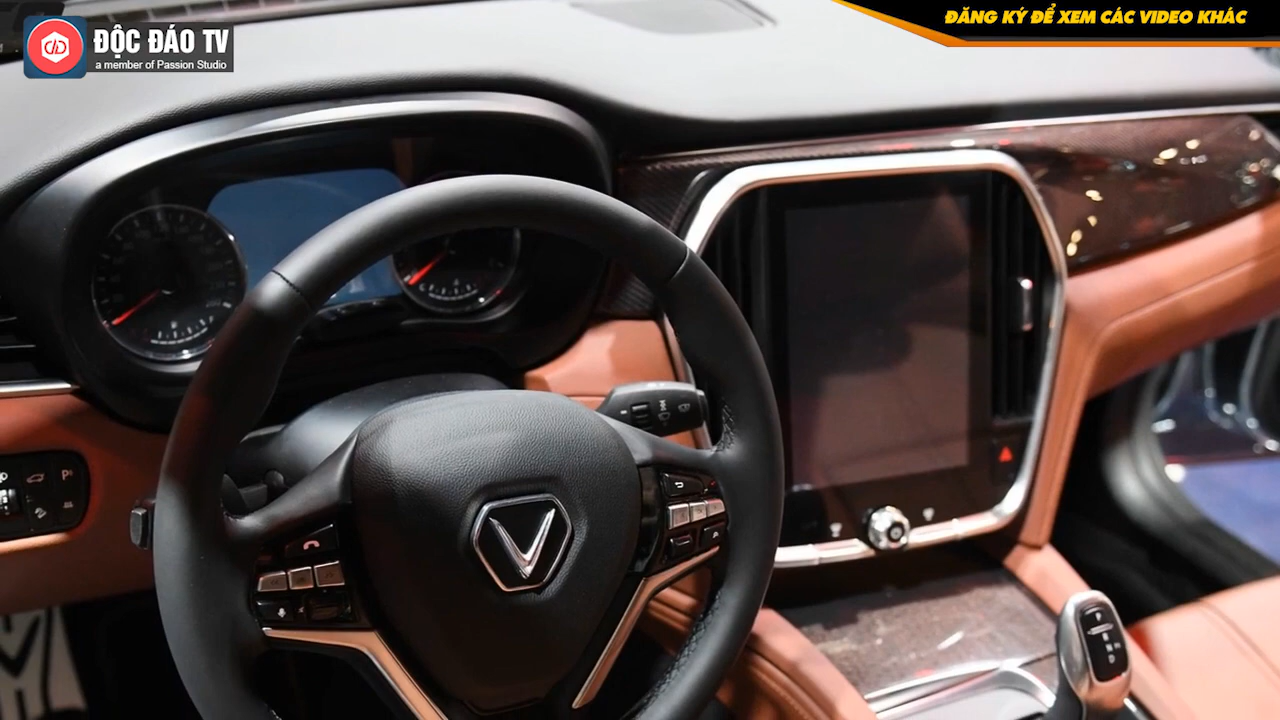 ĐỘC ĐÁO TV
a member of Passion Studio
ĐĂNG KÝ ĐỂ XEM CÁC VIDEO KHÁC